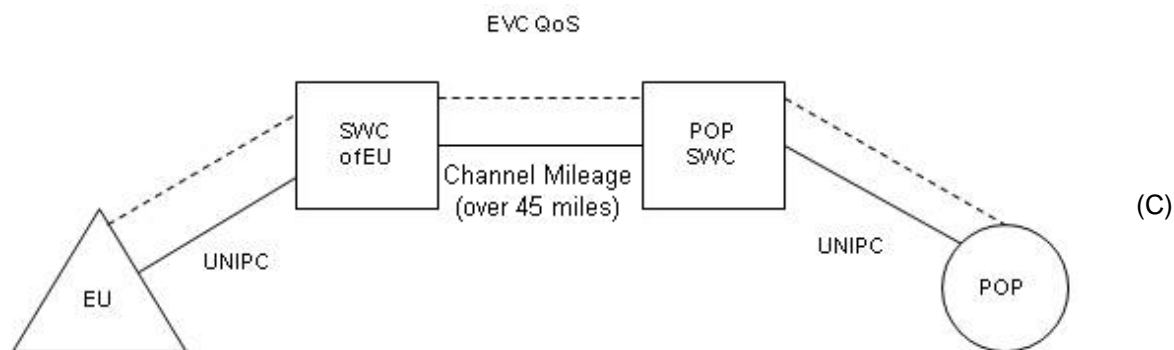 EVC QoS
SWC
ofEU
POP
SWC
Channel Mileage
(over 45 miles)
(C)
UNIPC
UNIPC
EU
POP